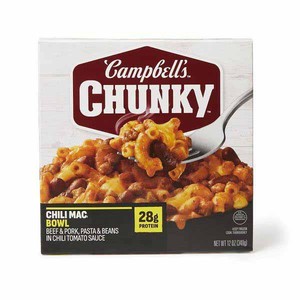 Campbell's
CHUNKY
CHILI MAC
BOWL
BEEF & PORK, PASTA & BEANS
IN CHILI TOMATO SAUCE
28g
PROTEIN
NET WT 12 OZ (340g)